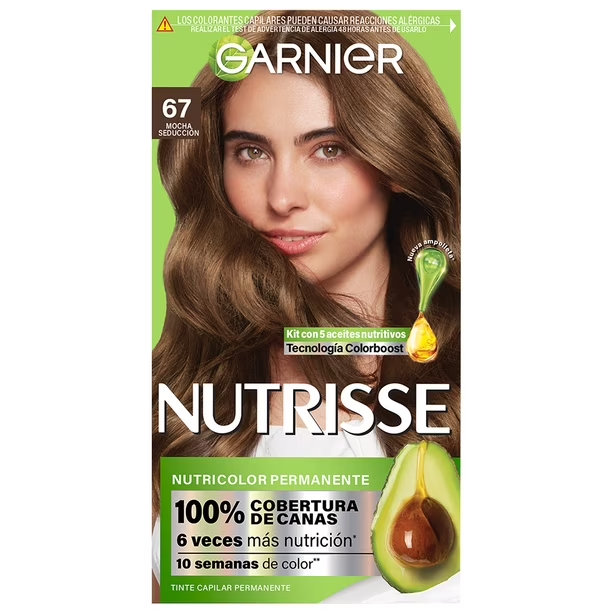 LOS COLORANTES CAPILARES PUEDEN CAUSAR REACCIONES ALÉRGICAS
REALIZAR EL TEST DE ADVERTENCIA DE ALERGIA 48 HORAS ANTES DE USARLO
GARNIER
67
MOCHA
SEDUCCIÓN
Nueva ampolleta
Kit con 5 aceites nutritivos
Tecnología Colorboost
NUTRISSE
NUTRICOLOR PERMANENTE
100% COBERTURA
DE CANAS
6 veces más nutrición*
10 semanas de color**
TINTE CAPILAR PERMANENTE